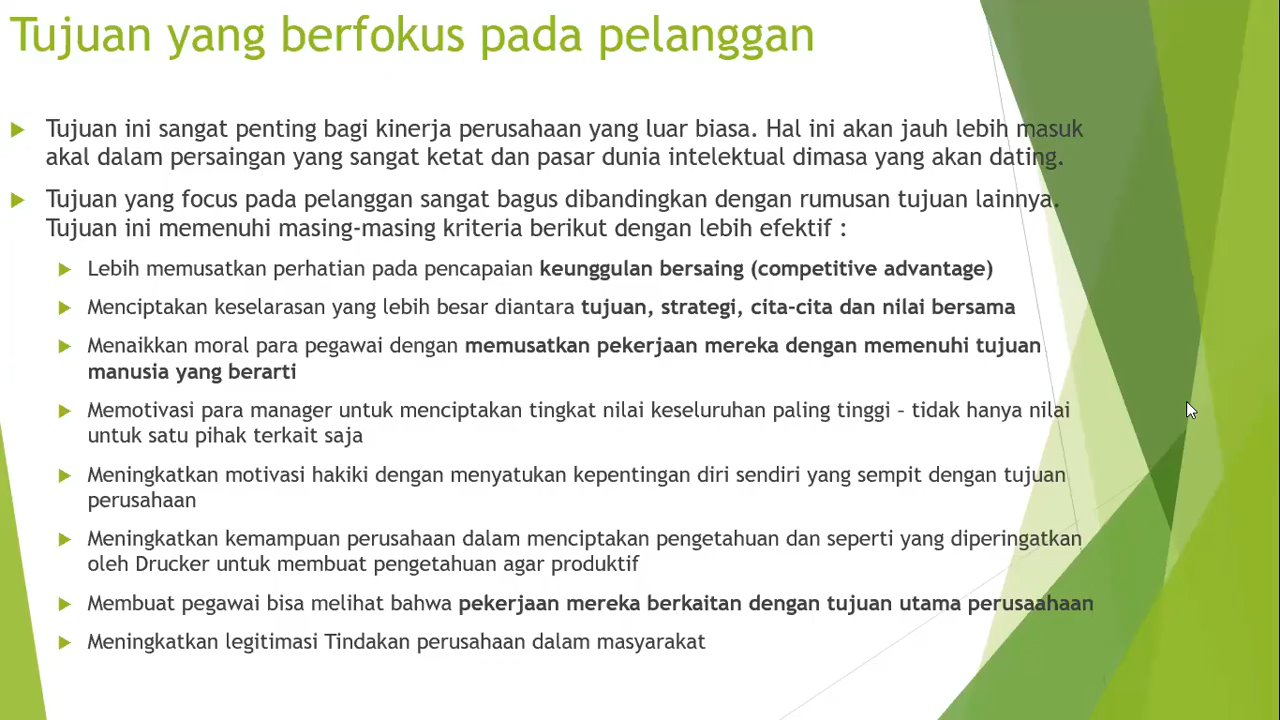 Tujuan yang berfokus pada pelanggan
Tujuan ini sangat penting bagi kinerja perusahaan yang luar biasa. Hal ini akan jauh lebih masuk
akal dalam persaingan yang sangat ketat dan pasar dunia intelektual dimasa yang akan dating.
Tujuan yang focus pada pelanggan sangat bagus dibandingkan dengan rumusan tujuan lainnya.
Tujuan ini memenuhi masing-masing kriteria berikut dengan lebih efektif :
Lebih memusatkan perhatian pada pencapaian keunggulan bersaing (competitive advantage)
Menciptakan keselarasan yang lebih besar diantara tujuan, strategi, cita-cita dan nilai bersama
Menaikkan moral para pegawai dengan memusatkan pekerjaan mereka dengan memenuhi tujuan
manusia yang berarti
Memotivasi para manager untuk menciptakan tingkat nilai keseluruhan paling tinggi – tidak hanya nilai
untuk satu pihak terkait saja
Meningkatkan motivasi hakiki dengan menyatukan kepentingan diri sendiri yang sempit dengan tujuan
perusahaan
Meningkatkan kemampuan perusahaan dalam menciptakan pengetahuan dan seperti yang diperingatkan
oleh Drucker untuk membuat pengetahuan agar produktif
Membuat pegawai bisa melihat bahwa pekerjaan mereka berkaitan dengan tujuan utama perusaahaan
Meningkatkan legitimasi Tindakan perusahaan dalam masyarakat